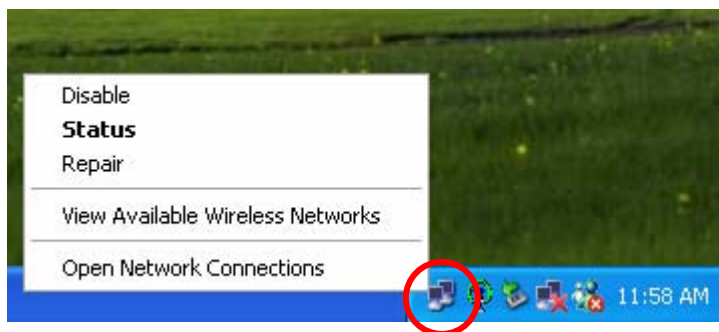 Disable
Status
Repair
View Available Wireless Networks
Open Network Connections
11:58 AM